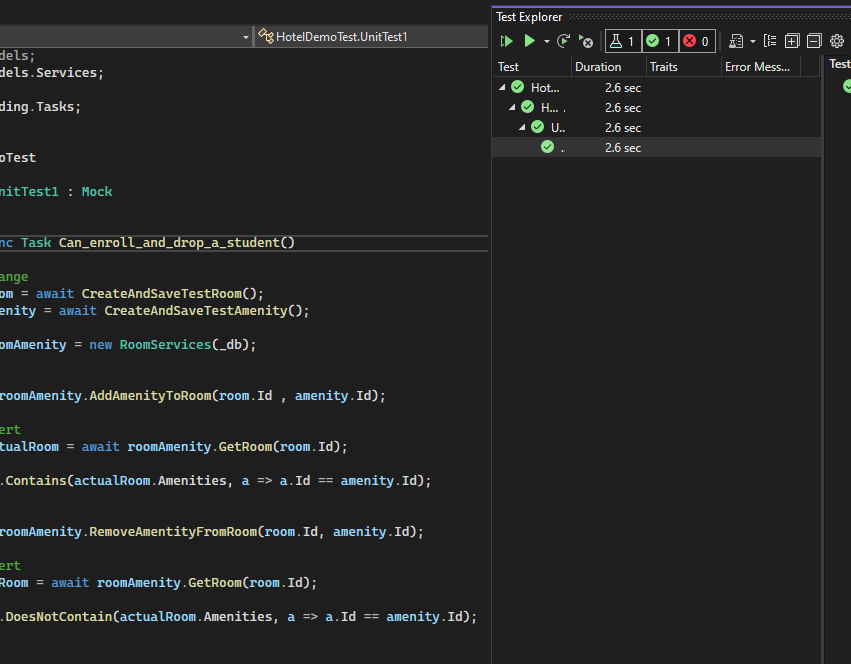 HotelDemoTest.UnitTest1
dels;
dels.Services;
ding.Tasks;
oTest
nitTest1 : Mock
nc Task Can_enroll_and_drop_a_student()
ange
om = await CreateAndSaveTestRoom();
enity = await CreateAndSaveTestAmenity();
omAmenity = new RoomServices(_db);
roomAmenity.AddAmenityToRoom(room.Id , amenity.Id);
ert
tualRoom = await roomAmenity.GetRoom(room.Id);
.Contains(actualRoom.Amenities, a => a.Id == amenity.Id);
roomAmenity.RemoveAmentityFromRoom(room.Id, amenity.Id);
ert
Room = await roomAmenity.GetRoom(room.Id);
.DoesNotContain(actualRoom.Amenities, a => a.Id == amenity.Id);
Test Explorer
1 1 0
Test Duration Traits Error Mess...
Hot... 2.6 sec
H... . 2.6 sec
U.. 2.6 sec
.. 2.6 sec
Test